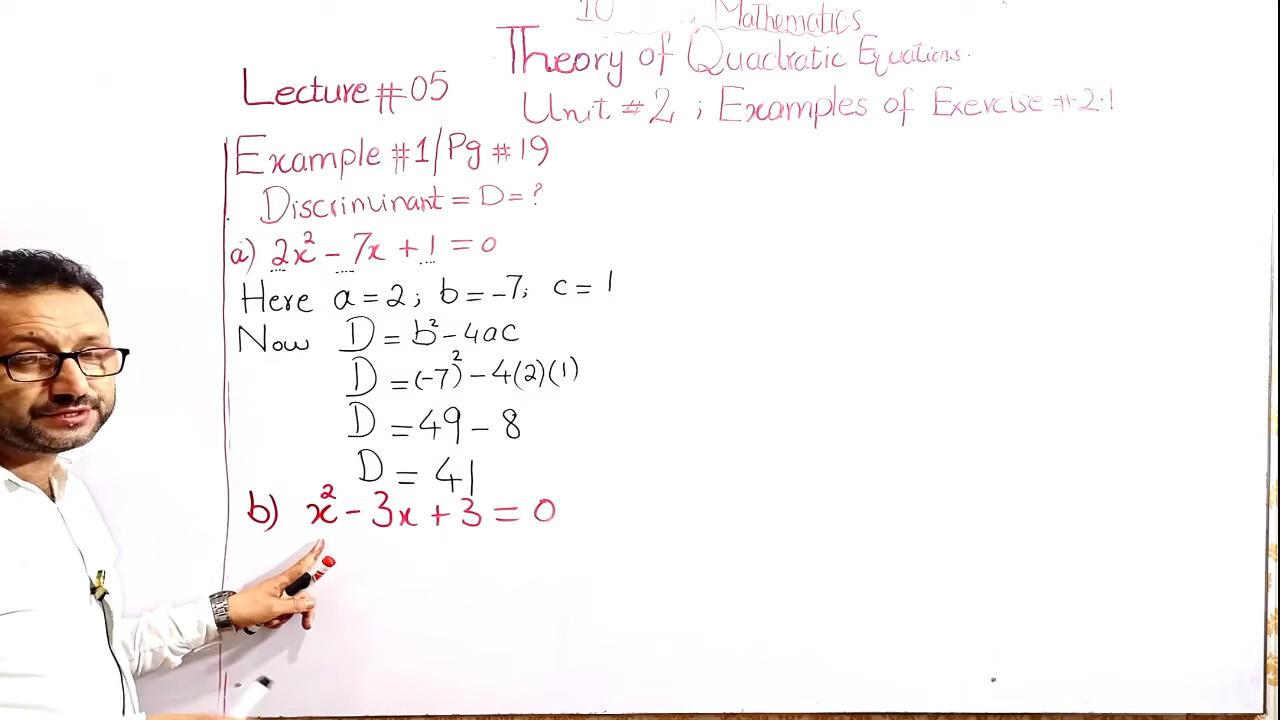 10 ; Mathematics
Theory of Quadratic Equations.
Lecture #05
Unit #2 ; Examples of Exercise #2.1
Example #1/Pg #19
Discriminant = D = ?
a) 2x² - 7x + 1 = 0
Here a = 2 ; b = -7; c = 1
Now D = b² - 4ac
D = (-7)² - 4(2)(1)
D = 49 - 8
D = 41
b) x² - 3x + 3 = 0